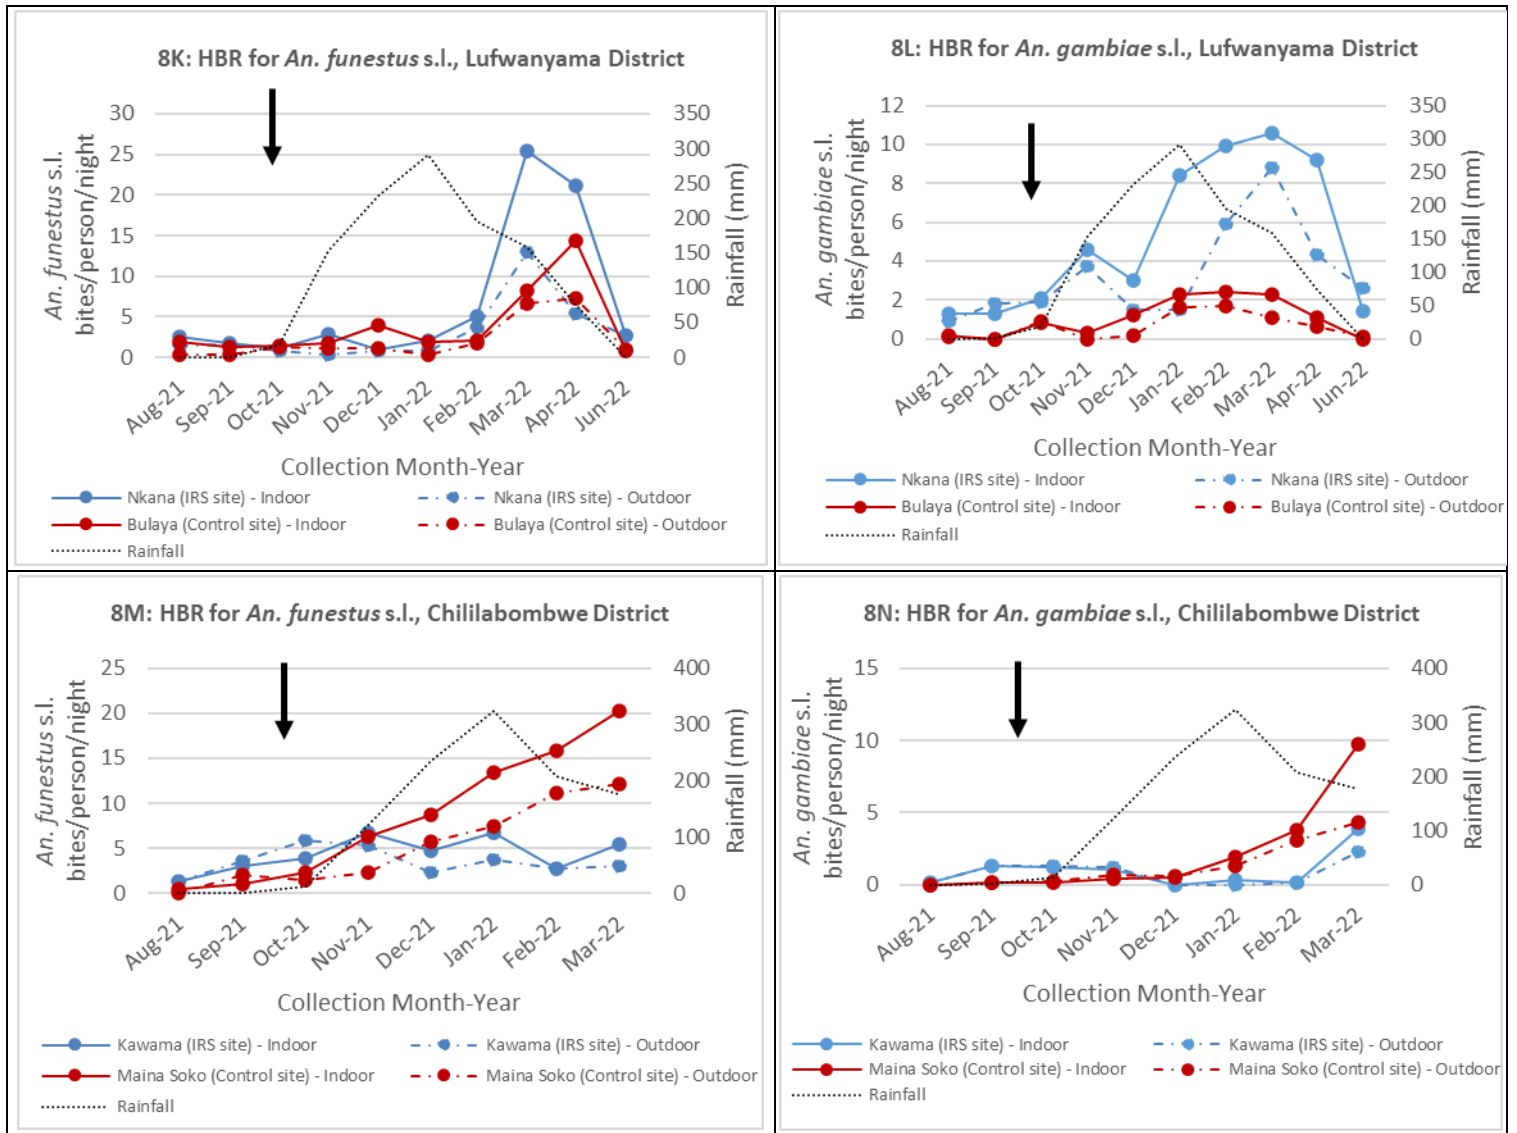 8K: HBR for An. funestus s.l., Lufwanyama District
An. funestus s.l.
bites/person/night
30
25
20
15
10
5
0
350
300
250
200
150
100
50
0
Rainfall (mm)
Aug-21
Sep-21
Oct-21
Nov-21
Dec-21
Jan-22
Feb-22
Mar-22
Apr-22
Jun-22
Collection Month-Year
Nkana (IRS site) - Indoor
Nkana (IRS site) - Outdoor
Bulaya (Control site) - Indoor
Bulaya (Control site) - Outdoor
Rainfall
8L: HBR for An. gambiae s.l., Lufwanyama District
An. gambiae s.l.
bites/person/night
12
10
8
6
4
2
0
350
300
250
200
150
100
50
0
Rainfall (mm)
Aug-21
Sep-21
Oct-21
Nov-21
Dec-21
Jan-22
Feb-22
Mar-22
Apr-22
Jun-22
Collection Month-Year
Nkana (IRS site) - Indoor
Nkana (IRS site) - Outdoor
Bulaya (Control site) - Indoor
Bulaya (Control site) - Outdoor
Rainfall
8M: HBR for An. funestus s.l., Chililabombwe District
An. funestus s.l.
bites/person/night
25
20
15
10
5
0
400
300
200
100
0
Rainfall (mm)
Aug-21
Sep-21
Oct-21
Nov-21
Dec-21
Jan-22
Feb-22
Mar-22
Collection Month-Year
Kawama (IRS site) - Indoor
Kawama (IRS site) - Outdoor
Maina Soko (Control site) - Indoor
Maina Soko (Control site) - Outdoor
Rainfall
8N: HBR for An. gambiae s.l., Chililabombwe District
An. gambiae s.l.
bites/person/night
15
10
5
0
400
300
200
100
0
Rainfall (mm)
Aug-21
Sep-21
Oct-21
Nov-21
Dec-21
Jan-22
Feb-22
Mar-22
Collection Month-Year
Kawama (IRS site) - Indoor
Kawama (IRS site) - Outdoor
Maina Soko (Control site) - Indoor
Maina Soko (Control site) - Outdoor
Rainfall